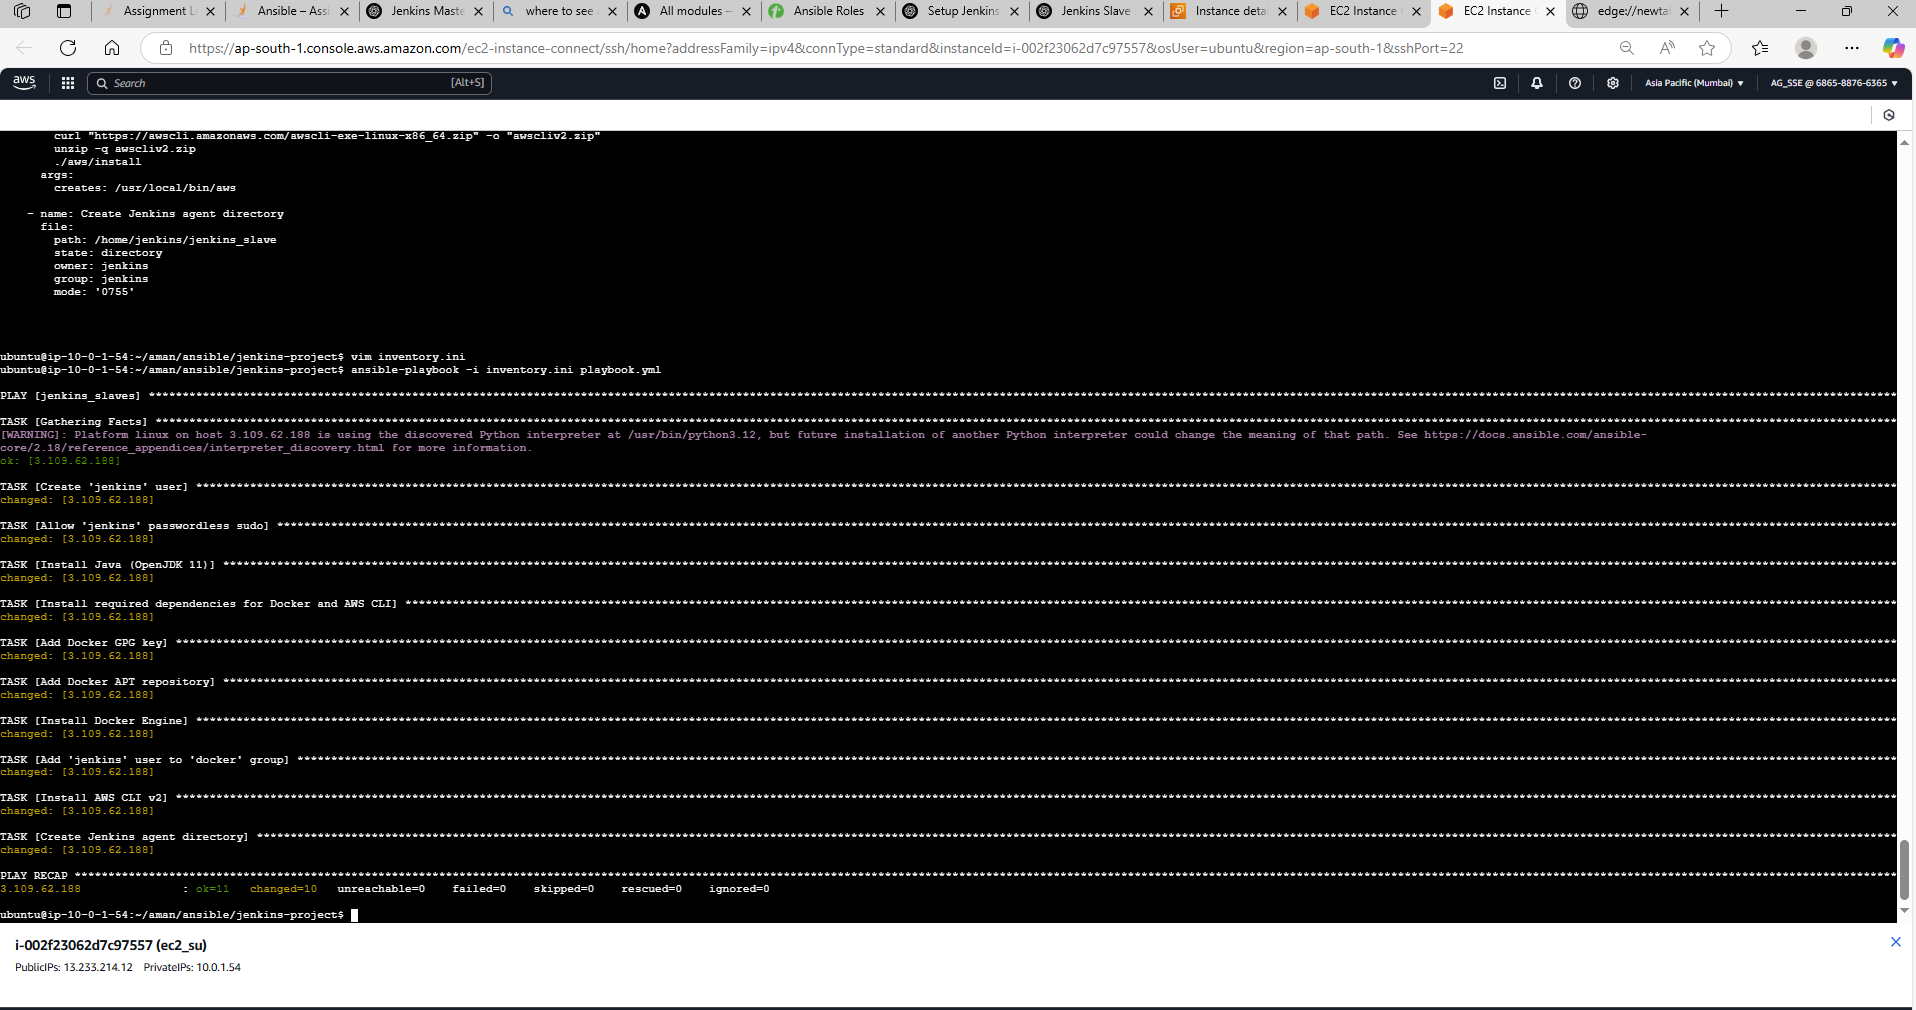 Assignment Li
Ansible – Assi
Jenkins Maste
where to see
All modules –
Ansible Roles
Setup Jenkins
Jenkins Slave
Instance detai
EC2 Instance
EC2 Instance
edge://newta
https://ap-south-1.console.aws.amazon.com/ec2-instance-connect/ssh/home?addressFamily=ipv4&connType=standard&instanceId=i-002f23062d7c97557&osUser=ubuntu&region=ap-south-1&sshPort=22
aws
Search
[Alt+S]
Asia Pacific (Mumbai)
AG_SSE @ 6865-8876-6365
curl "https://awscli.amazonaws.com/awscli-exe-linux-x86_64.zip" -o "awscliv2.zip"
unzip -q awscliv2.zip
./aws/install
args:
creates: /usr/local/bin/aws
- name: Create Jenkins agent directory
file:
path: /home/jenkins/jenkins_slave
state: directory
owner: jenkins
group: jenkins
mode: '0755'
ubuntu@ip-10-0-1-54:~/aman/ansible/jenkins-project$ vim inventory.ini
ubuntu@ip-10-0-1-54:~/aman/ansible/jenkins-project$ ansible-playbook -i inventory.ini playbook.yml
PLAY [jenkins_slaves] ****
TASK [Gathering Facts] ****
[WARNING]: Platform linux on host 3.109.62.188 is using the discovered Python interpreter at /usr/bin/python3.12, but future installation of another Python interpreter could change the meaning of that path. See https://docs.ansible.com/ansible-
core/2.18/reference_appendices/interpreter_discovery.html for more information.
ok: [3.109.62.188]
TASK [Create 'jenkins' user] ****
changed: [3.109.62.188]
TASK [Allow 'jenkins' passwordless sudo] ****
changed: [3.109.62.188]
TASK [Install Java (OpenJDK 11)] ****
changed: [3.109.62.188]
TASK [Install required dependencies for Docker and AWS CLI] ****
changed: [3.109.62.188]
TASK [Add Docker GPG key] ****
changed: [3.109.62.188]
TASK [Add Docker APT repository] ****
changed: [3.109.62.188]
TASK [Install Docker Engine] ****
changed: [3.109.62.188]
TASK [Add 'jenkins' user to 'docker' group] ****
changed: [3.109.62.188]
TASK [Install AWS CLI v2] ****
changed: [3.109.62.188]
TASK [Create Jenkins agent directory] ****
changed: [3.109.62.188]
PLAY RECAP ****
3.109.62.188 : ok=11 changed=10 unreachable=0 failed=0 skipped=0 rescued=0 ignored=0
ubuntu@ip-10-0-1-54:~/aman/ansible/jenkins-project$
i-002f23062d7c97557 (ec2_su)
PublicIPs: 13.233.214.12 PrivateIPs: 10.0.1.54